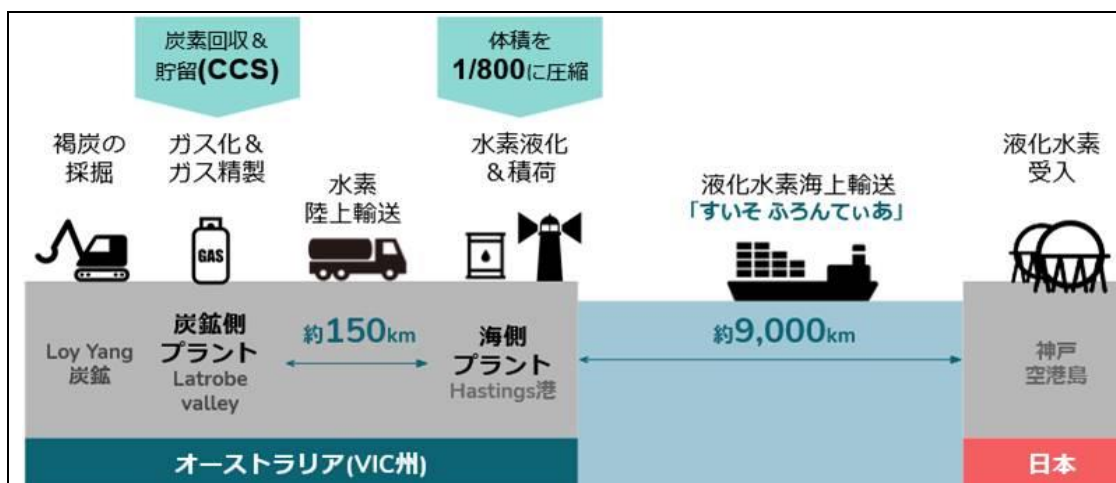 炭素回収&
貯留(CCS)
体積を
1/800に圧縮
褐炭の
採掘
ガス化&
ガス精製
水素
陸上輸送
水素液化
&積荷
液化水素海上輸送
「すいそ ふろんてぃあ」
液化水素
受入
GAS
Loy Yang
炭鉱
炭鉱側
プラント
Latrobe
valley
約150km
海側
プラント
Hastings港
約9,000km
神戸
空港島
オーストラリア(VIC州)
日本